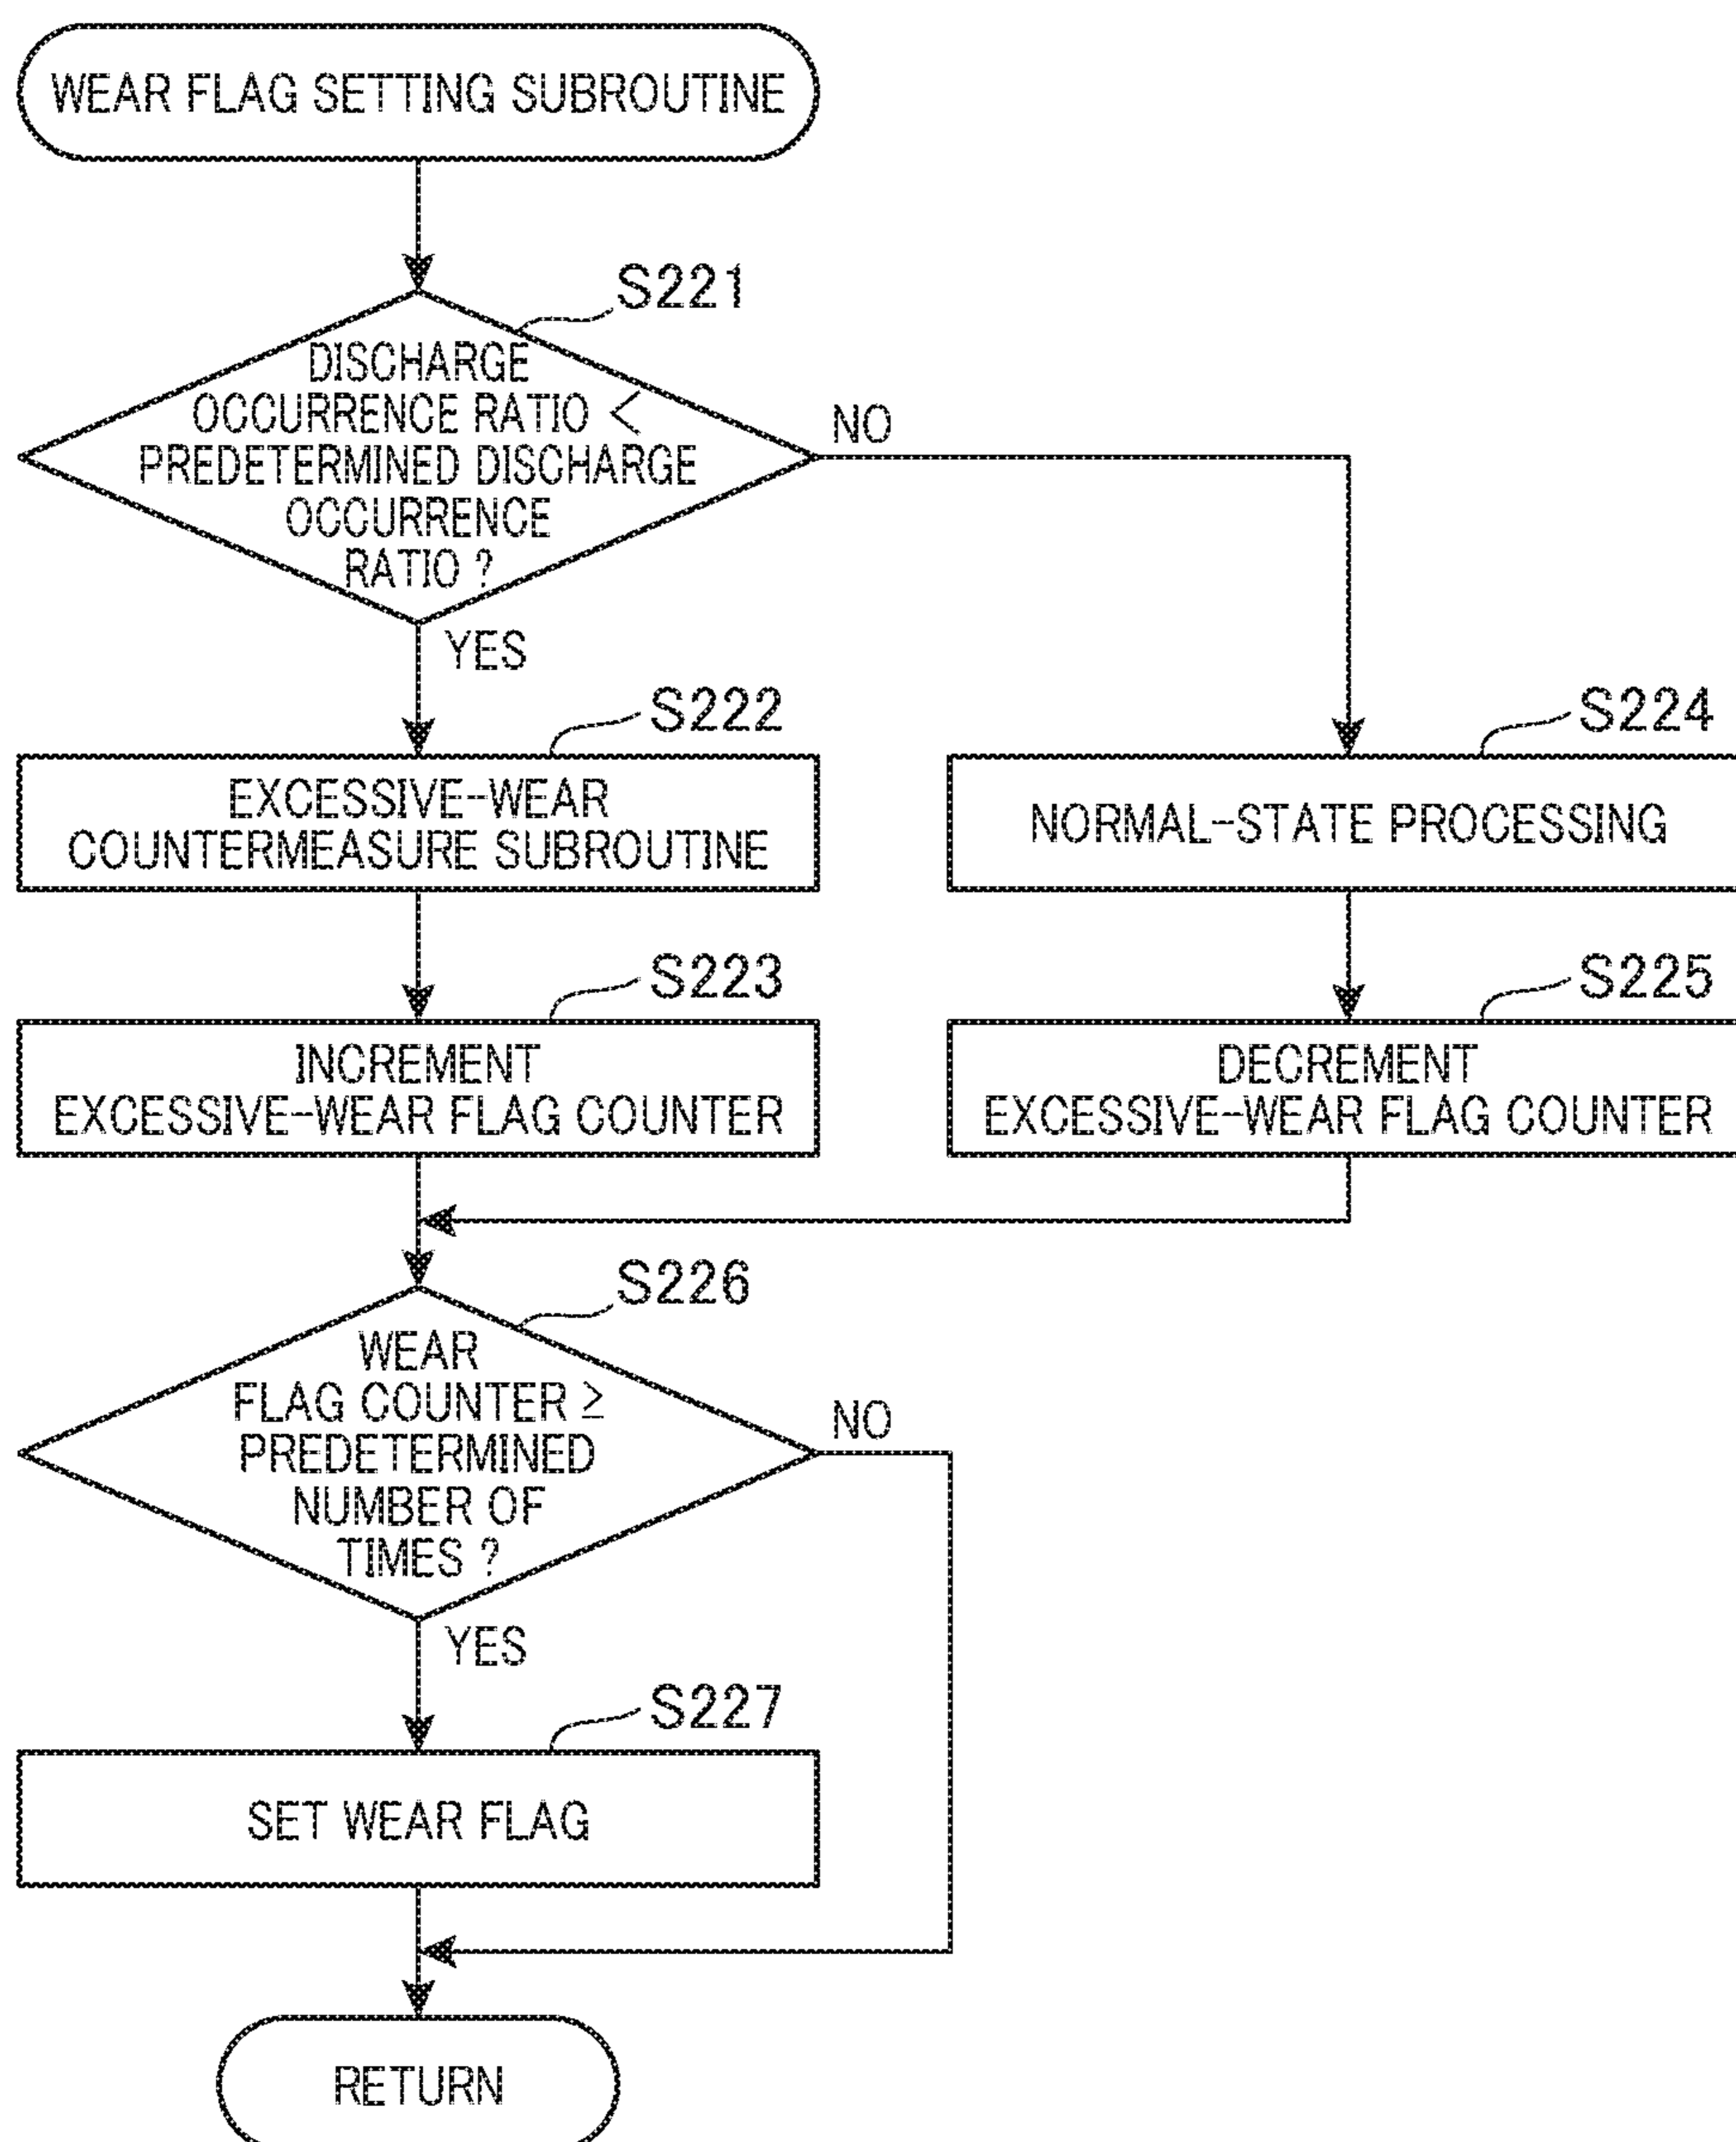 WEAR FLAG SETTING SUBROUTINE
S221
DISCHARGE
OCCURRENCE RATIO <
PREDETERMINED DISCHARGE
OCCURRENCE
RATIO ?
NO
YES
S222
EXCESSIVE-WEAR
COUNTERMEASURE SUBROUTINE
S224
NORMAL-STATE PROCESSING
S223
INCREMENT
EXCESSIVE-WEAR FLAG COUNTER
S225
DECREMENT
EXCESSIVE-WEAR FLAG COUNTER
S226
WEAR
FLAG COUNTER ≥
PREDETERMINED
NUMBER OF
TIMES ?
NO
YES
S227
SET WEAR FLAG
RETURN